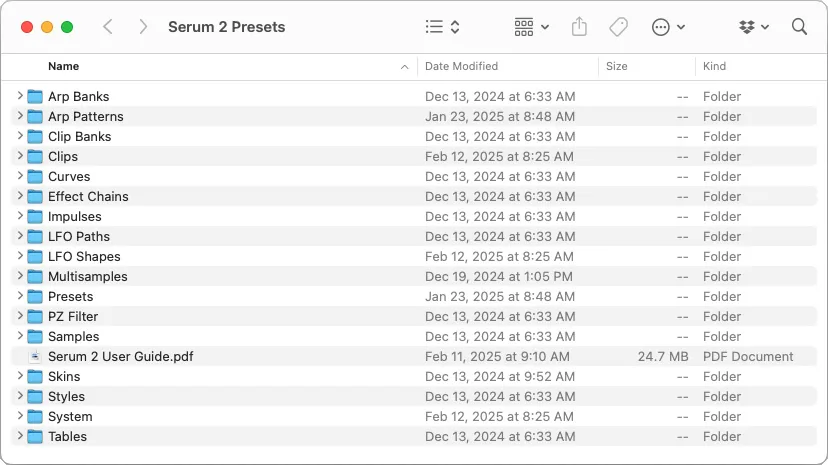 Serum 2 Presets
Name Date Modified Size Kind
Arp Banks Dec 13, 2024 at 6:33 AM -- Folder
Arp Patterns Jan 23, 2025 at 8:48 AM -- Folder
Clip Banks Dec 13, 2024 at 6:33 AM -- Folder
Clips Feb 12, 2025 at 8:25 AM -- Folder
Curves Dec 13, 2024 at 6:33 AM -- Folder
Effect Chains Dec 13, 2024 at 6:33 AM -- Folder
Impulses Dec 13, 2024 at 6:33 AM -- Folder
LFO Paths Dec 13, 2024 at 6:33 AM -- Folder
LFO Shapes Feb 12, 2025 at 8:25 AM -- Folder
Multisamples Dec 19, 2024 at 1:05 PM -- Folder
Presets Jan 23, 2025 at 8:48 AM -- Folder
PZ Filter Dec 13, 2024 at 6:33 AM -- Folder
Samples Dec 13, 2024 at 6:33 AM -- Folder
Serum 2 User Guide.pdf Feb 11, 2025 at 9:10 AM 24.7 MB PDF Document
Skins Dec 13, 2024 at 9:52 AM -- Folder
Styles Dec 13, 2024 at 6:33 AM -- Folder
System Feb 12, 2025 at 8:25 AM -- Folder
Tables Dec 13, 2024 at 6:33 AM -- Folder